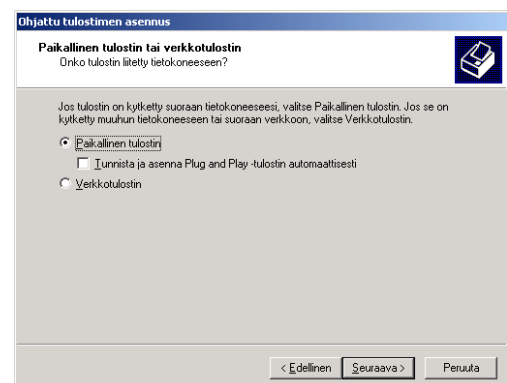 Ohjattu tulostimen asennus
Paikallinen tulostin tai verkkotulostin
Onko tulostin liitetty tietokoneeseen?
Jos tulostin on kytketty suoraan tietokoneeseesi, valitse Paikallinen tulostin. Jos se on
kytketty muuhun tietokoneeseen tai suoraan verkkoon, valitse Verkkotulostin.
Paikallinen tulostin
Tunnista ja asenna Plug and Play -tulostin automaattisesti
Verkkotulostin
< Edellinen Seuraava > Peruuta